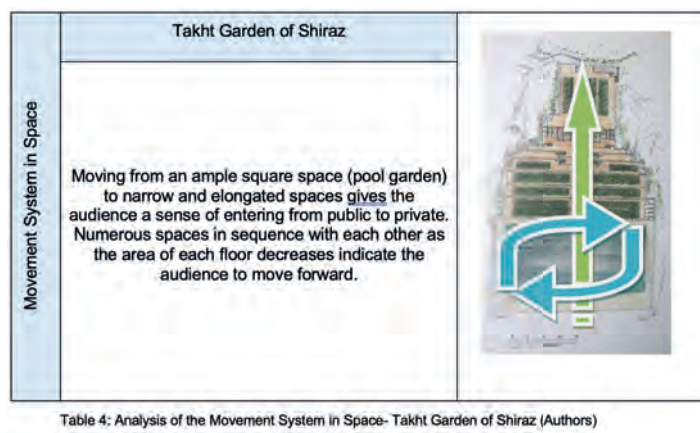 Takht Garden of Shiraz
Movement System in Space
Moving from an ample square space (pool garden)
to narrow and elongated spaces gives the
audience a sense of entering from public to private.
Numerous spaces in sequence with each other as
the area of each floor decreases indicate the
audience to move forward.
Table 4: Analysis of the Movement System in Space- Takht Garden of Shiraz (Authors)